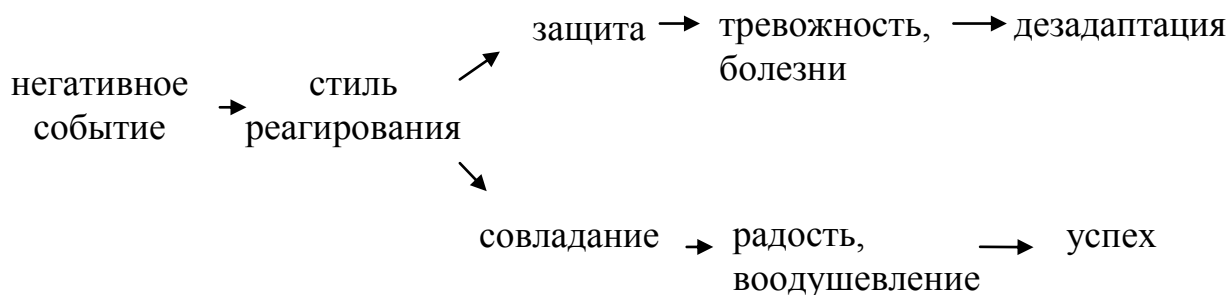 защита
тревожность,
болезни
дезадаптация
негативное
событие
стиль
реагирования
совладание
радость,
воодушевление
успех